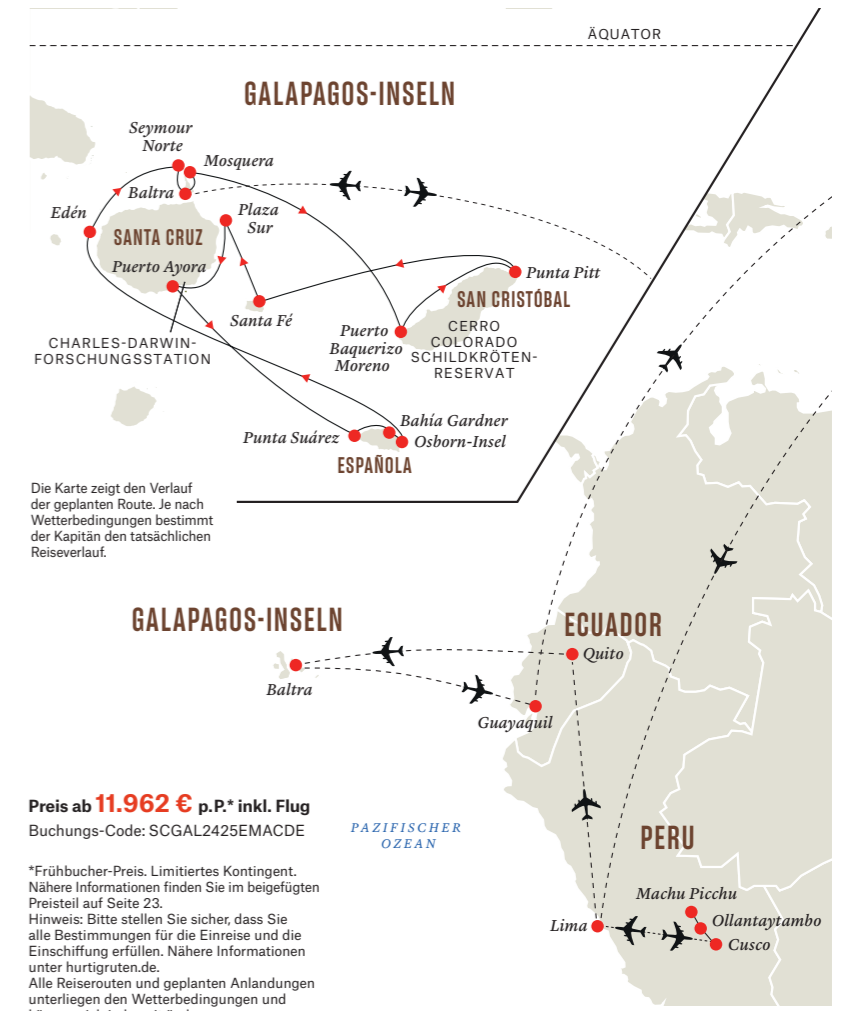 ÄQUATOR
GALAPAGOS-INSELN
Seymour
Norte
Mosquera
Baltra
Edén
Plaza
Sur
SANTA CRUZ
Puerto Ayora
Punta Pitt
SAN CRISTÓBAL
Santa Fé
CHARLES-DARWIN-
FORSCHUNGSSTATION
Puerto
Baquerizo
Moreno
CERRO
COLORADO
SCHILDKRÖTEN-
RESERVAT
Bahía Gardner
Punta Suárez
Osborn-Insel
ESPAÑOLA
Die Karte zeigt den Verlauf
der geplanten Route. Je nach
Wetterbedingungen bestimmt
der Kapitän den tatsächlichen
Reiseverlauf.
GALAPAGOS-INSELN
ECUADOR
Quito
Baltra
Guayaquil
Preis ab 11.962 € p.P.* inkl. Flug
Buchungs-Code: SCGAL2425EMACDE
PAZIFISCHER
OZEAN
PERU
*Frühbucher-Preis. Limitiertes Kontingent.
Nähere Informationen finden Sie im beigefügten
Preisteil auf Seite 23.
Hinweis: Bitte stellen Sie sicher, dass Sie
alle Bestimmungen für die Einreise und die
Einschiffung erfüllen. Nähere Informationen
unter hurtigruten.de.
Alle Reiserouten und geplanten Anlandungen
unterliegen den Wetterbedingungen und
Machu Picchu
Ollantaytambo
Lima
Cusco